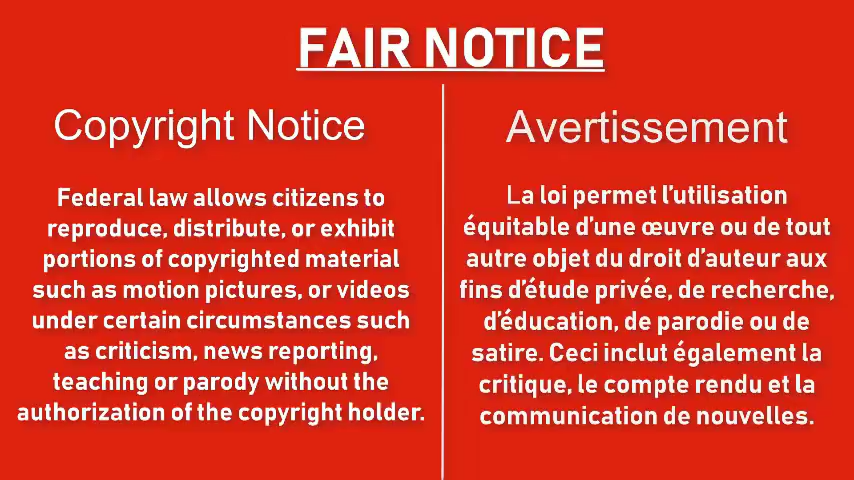 FAIR NOTICE
Copyright Notice
Federal law allows citizens to
reproduce, distribute, or exhibit
portions of copyrighted material
such as motion pictures, or videos
under certain circumstances such
as criticism, news reporting,
teaching or parody without the
authorization of the copyright holder.
Avertissement
La loi permet l'utilisation
équitable d'une œuvre ou de tout
autre objet du droit d'auteur aux
fins d'étude privée, de recherche,
d'éducation, de parodie ou de
satire. Ceci inclut également la
critique, le compte rendu et la
communication de nouvelles.